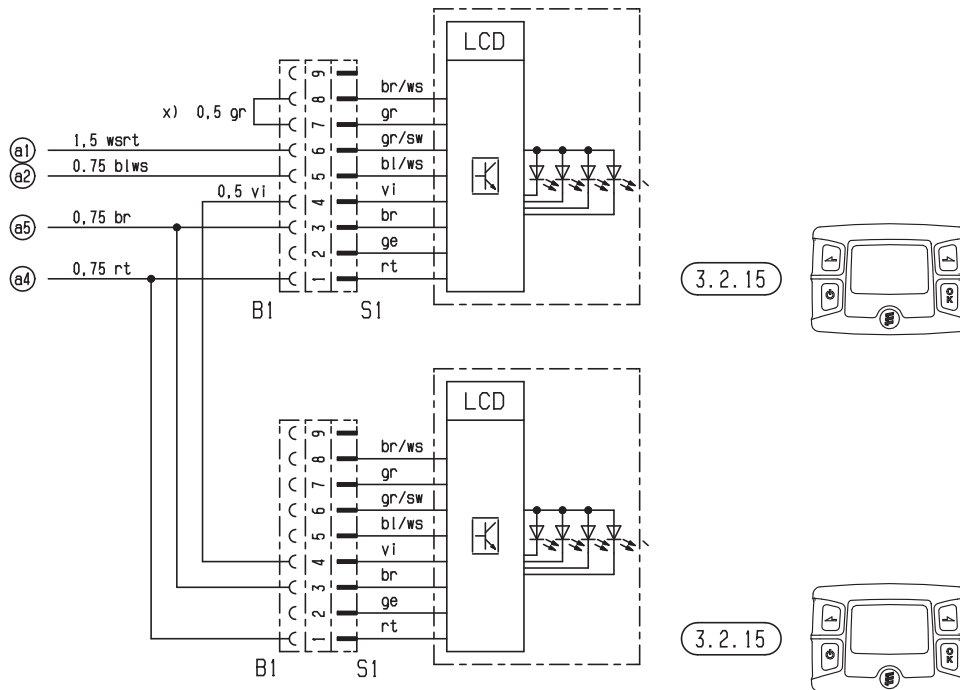 LCD
9
8
7
6
5
4
3
2
1
x) 0,5 gr
a1 1,5 wsrt
a2 0.75 blws
0,5 vi
a5 0,75 br
a4 0,75 rt
br/ws
gr
gr/sw
bl/ws
vi
br
ge
rt
B1 S1
3.2.15
OK
LCD
9
8
7
6
5
4
3
2
1
br/ws
gr
gr/sw
bl/ws
vi
br
ge
rt
B1 S1
3.2.15
OK